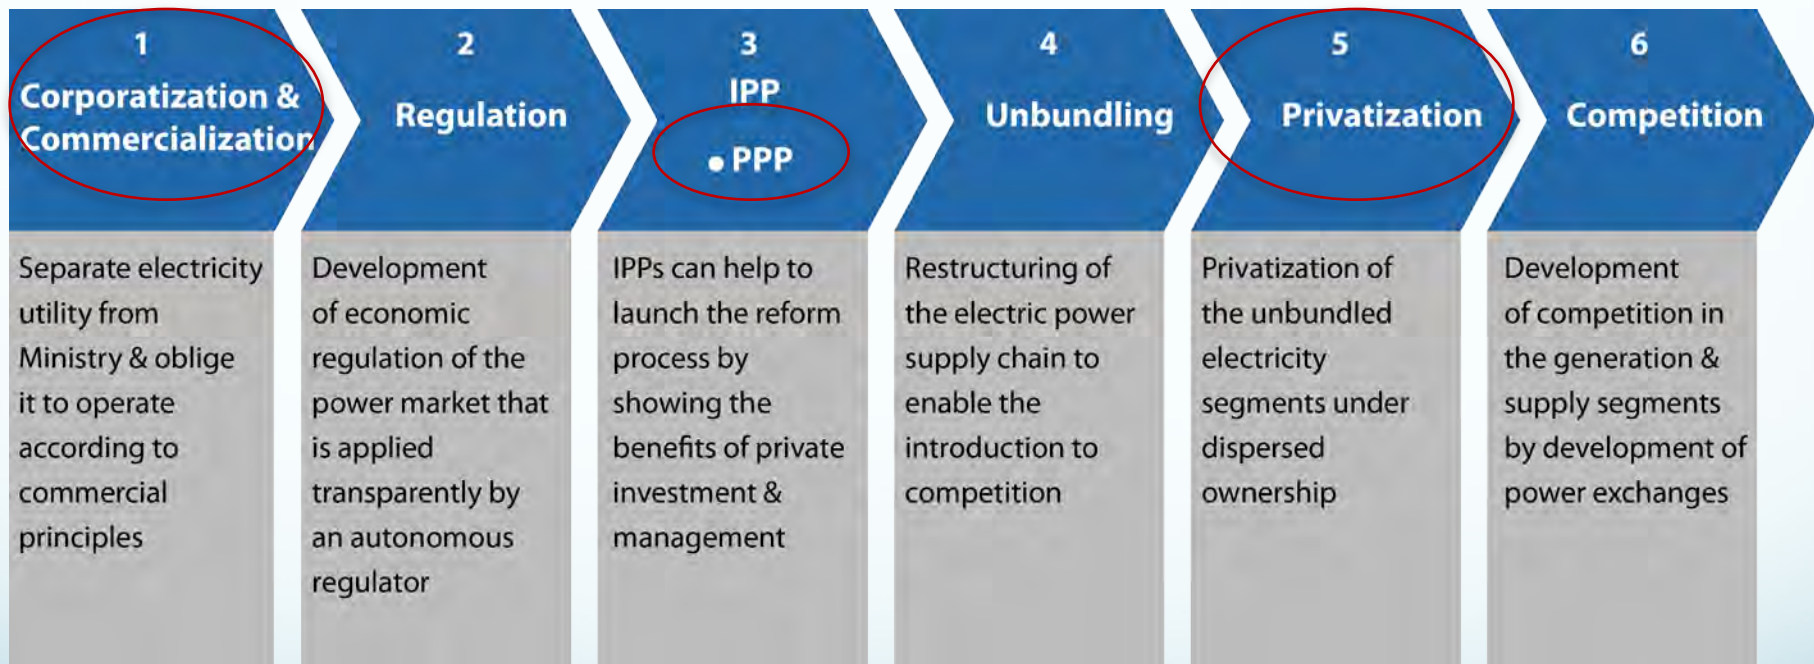 1
Corporatization &
Commercialization
Separate electricity
utility from
Ministry & oblige
it to operate
according to
commercial
principles
2
Regulation
Development
of economic
regulation of the
power market that
is applied
transparently by
an autonomous
regulator
3
IPP
• PPP
IPPs can help to
launch the reform
process by
showing the
benefits of private
investment &
management
4
Unbundling
Restructuring of
the electric power
supply chain to
enable the
introduction to
competition
5
Privatization
Privatization of
the unbundled
electricity
segments under
dispersed
ownership
6
Competition
Development
of competition in
the generation &
supply segments
by development of
power exchanges